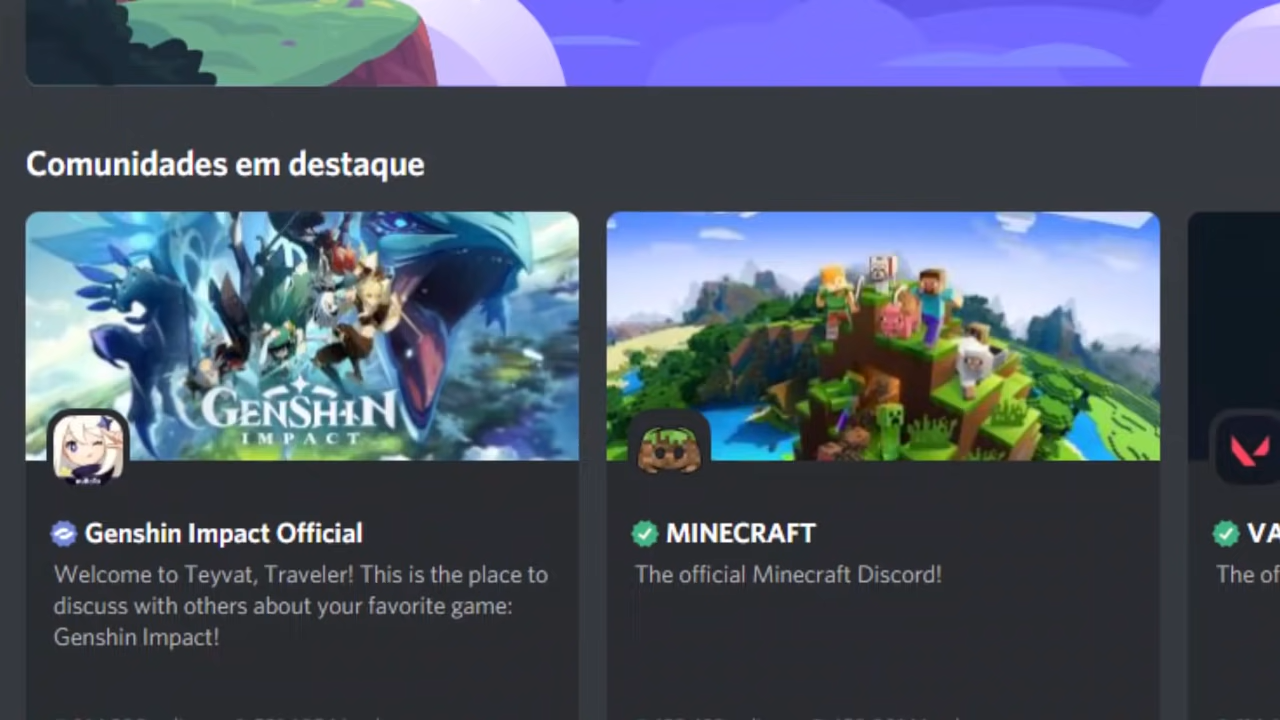 Comunidades em destaque
GENSHIN
IMPACT
Genshin Impact Official
Welcome to Teyvat, Traveler! This is the place to
discuss with others about your favorite game:
Genshin Impact!
MINECRAFT
The official Minecraft Discord!
VA
The of